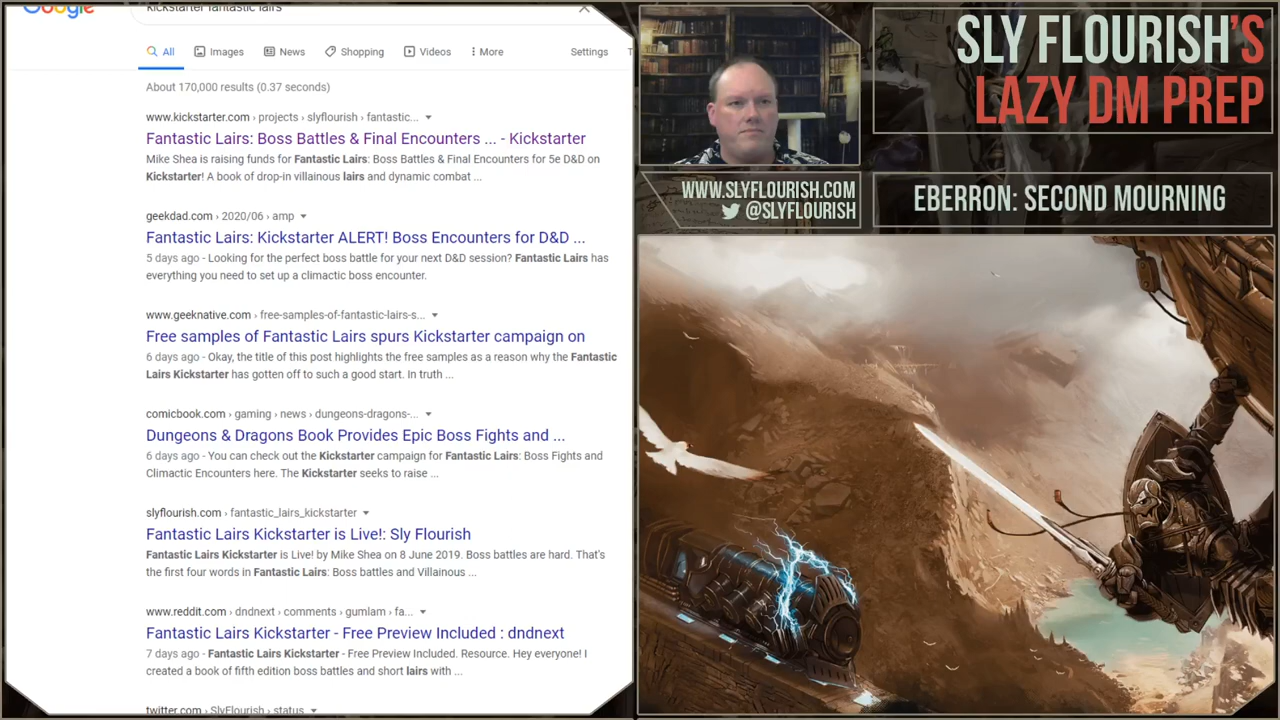 Google
kickstarter fantastic lairs
All
Images
News
Shopping
Videos
More
Settings
About 170,000 results (0.37 seconds)
www.kickstarter.com › projects › slyflourish › fantastic...
Fantastic Lairs: Boss Battles & Final Encounters ... - Kickstarter
Mike Shea is raising funds for Fantastic Lairs: Boss Battles & Final Encounters for 5e D&D on
Kickstarter! A book of drop-in villainous lairs and dynamic combat ...
geekdad.com › 2020/06 › amp
Fantastic Lairs: Kickstarter ALERT! Boss Encounters for D&D ...
5 days ago - Looking for the perfect boss battle for your next D&D session? Fantastic Lairs has
everything you need to set up a climactic boss encounter.
www.geeknative.com › free-samples-of-fantastic-lairs-s...
Free samples of Fantastic Lairs spurs Kickstarter campaign on
6 days ago - Okay, the title of this post highlights the free samples as a reason why the Fantastic
Lairs Kickstarter has gotten off to such a good start. In truth ...
comicbook.com › gaming › news › dungeons-dragons-...
Dungeons & Dragons Book Provides Epic Boss Fights and ...
6 days ago - You can check out the Kickstarter campaign for Fantastic Lairs: Boss Fights and
Climactic Encounters here. The Kickstarter seeks to raise ...
slyflourish.com › fantastic_lairs_kickstarter
Fantastic Lairs Kickstarter is Live!: Sly Flourish
Fantastic Lairs Kickstarter is Live! by Mike Shea on 8 June 2019. Boss battles are hard. That's
the first four words in Fantastic Lairs: Boss battles and Villainous ...
www.reddit.com › dndnext › comments › gumlam › fa...
Fantastic Lairs Kickstarter - Free Preview Included : dndnext
7 days ago - Fantastic Lairs Kickstarter - Free Preview Included. Resource. Hey everyone! I
created a book of fifth edition boss battles and short lairs with ...
twitter.com › SlyFlourish › status
SLY FLOURISH'S
LAZY DM PREP
WWW.SLYFLOURISH.COM
@SLYFLOURISH
EBERRON: SECOND MOURNING